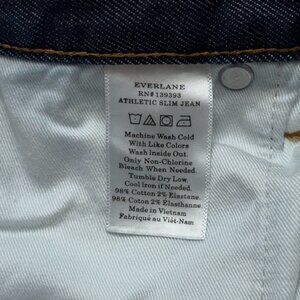 EVERLANE
RN# 139393
ATHLETIC SLIM JEAN
Machine Wash Cold
With Like Colors
Wash Inside Out.
Only Non-Chlorine
Bleach When Needed.
Tumble Dry Low.
Cool Iron if Needed.
98% Cotton 2% Elastane.
98% Coton 2% Élasthanne.
Made in Vietnam
Fabriqué au Viêt-Nam